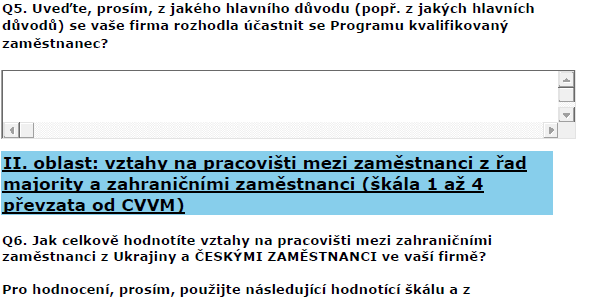 Q5. Uveďte, prosím, z jakého hlavního důvodu (popř. z jakých hlavních
důvodů) se vaše firma rozhodla účastnit se Programu kvalifikovaný
zaměstnanec?
II. oblast: vztahy na pracovišti mezi zaměstnanci z řad
majority a zahraničními zaměstnanci (škála 1 až 4
převzata od CVVM)
Q6. Jak celkově hodnotíte vztahy na pracovišti mezi zahraničními
zaměstnanci z Ukrajiny a ČESKÝMI ZAMĚSTNANCI ve vaší firmě?
Pro hodnocení, prosím, použijte následující hodnotící škálu a z